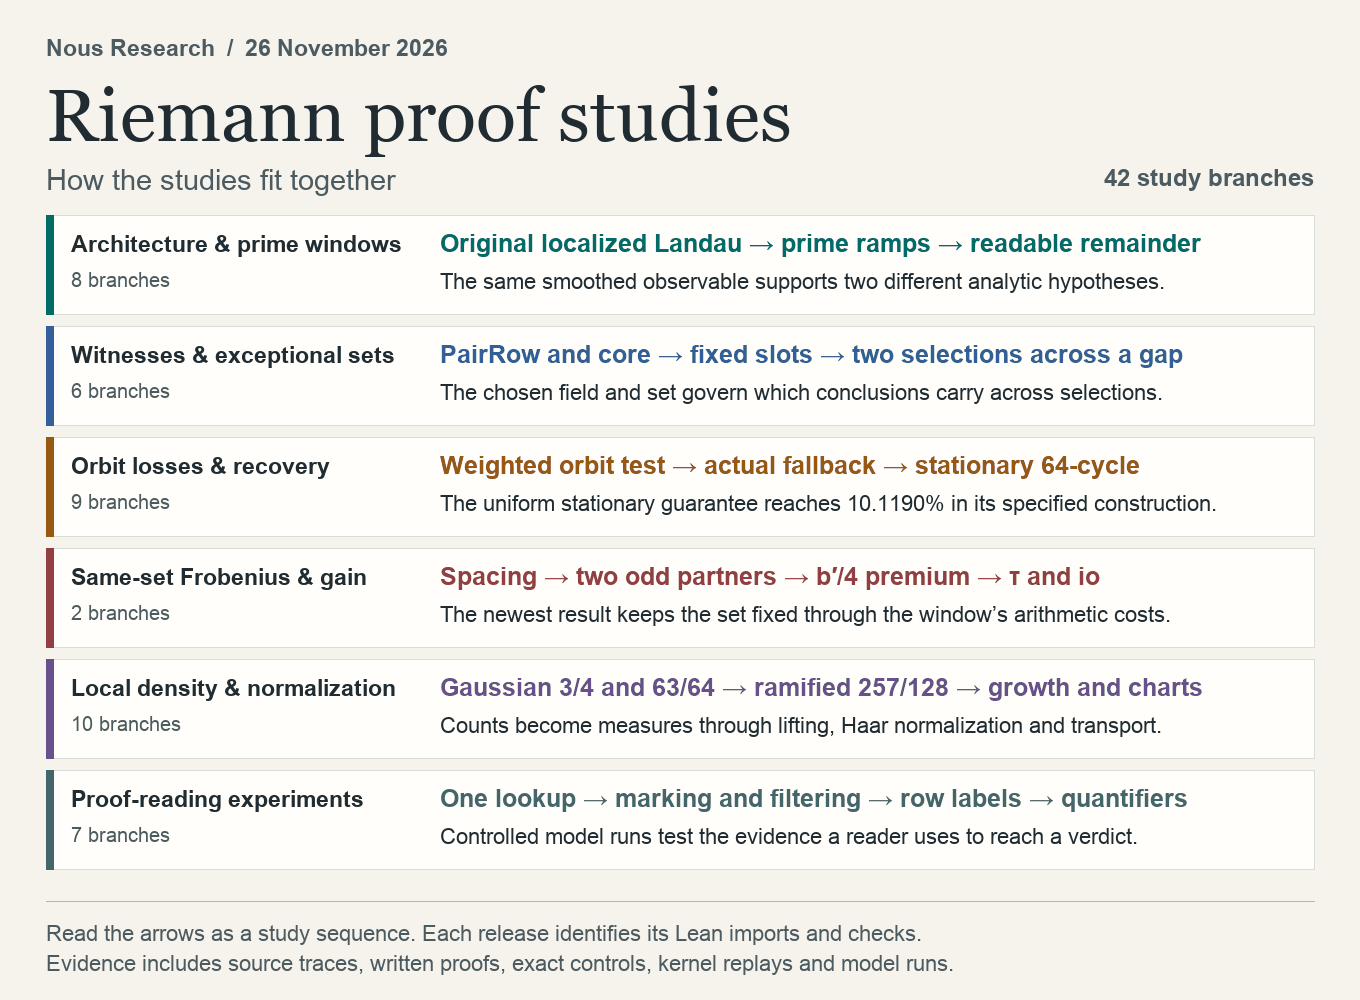 Nous Research / 26 November 2026
Riemann proof studies
How the studies fit together
42 study branches
Architecture & prime windows
8 branches
Original localized Landau → prime ramps → readable remainder
The same smoothed observable supports two different analytic hypotheses.
Witnesses & exceptional sets
6 branches
PairRow and core → fixed slots → two selections across a gap
The chosen field and set govern which conclusions carry across selections.
Orbit losses & recovery
9 branches
Weighted orbit test → actual fallback → stationary 64-cycle
The uniform stationary guarantee reaches 10.1190% in its specified construction.
Same-set Frobenius & gain
2 branches
Spacing → two odd partners → b′/4 premium → τ and io
The newest result keeps the set fixed through the window’s arithmetic costs.
Local density & normalization
10 branches
Gaussian 3/4 and 63/64 → ramified 257/128 → growth and charts
Counts become measures through lifting, Haar normalization and transport.
Proof-reading experiments
7 branches
One lookup → marking and filtering → row labels → quantifiers
Controlled model runs test the evidence a reader uses to reach a verdict.
Read the arrows as a study sequence. Each release identifies its Lean imports and checks.
Evidence includes source traces, written proofs, exact controls, kernel replays and model runs.